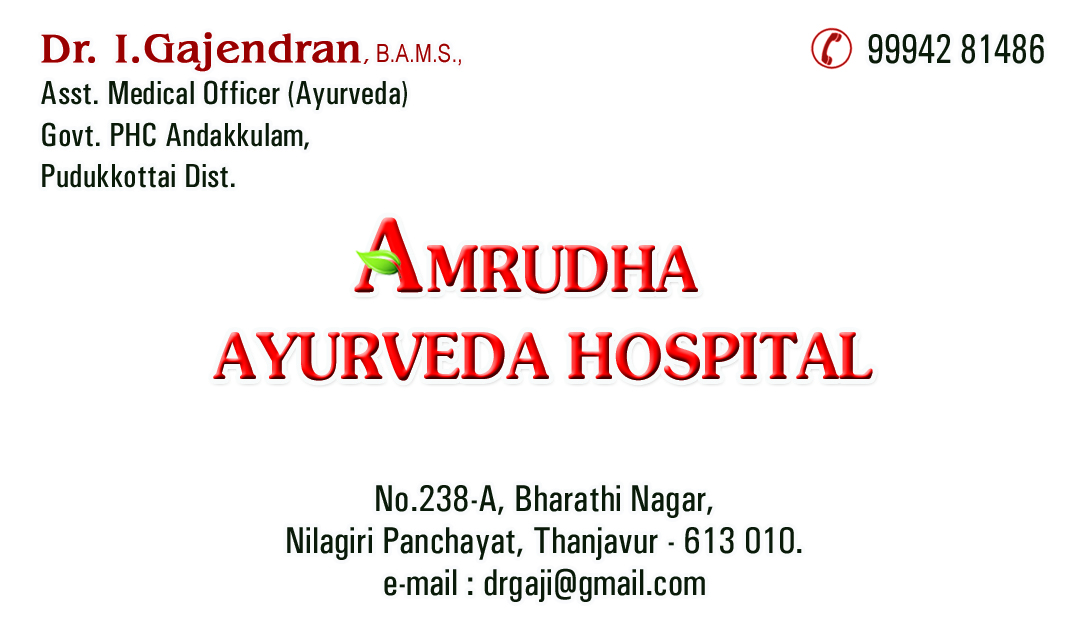 Dr. I.Gajendran, B.A.M.S.,
99942 81486
Asst. Medical Officer (Ayurveda)
Govt. PHC Andakkulam,
Pudukkottai Dist.
AMRUDHA
AYURVEDA HOSPITAL
No.238-A, Bharathi Nagar,
Nilagiri Panchayat, Thanjavur - 613 010.
e-mail : drgaji@gmail.com